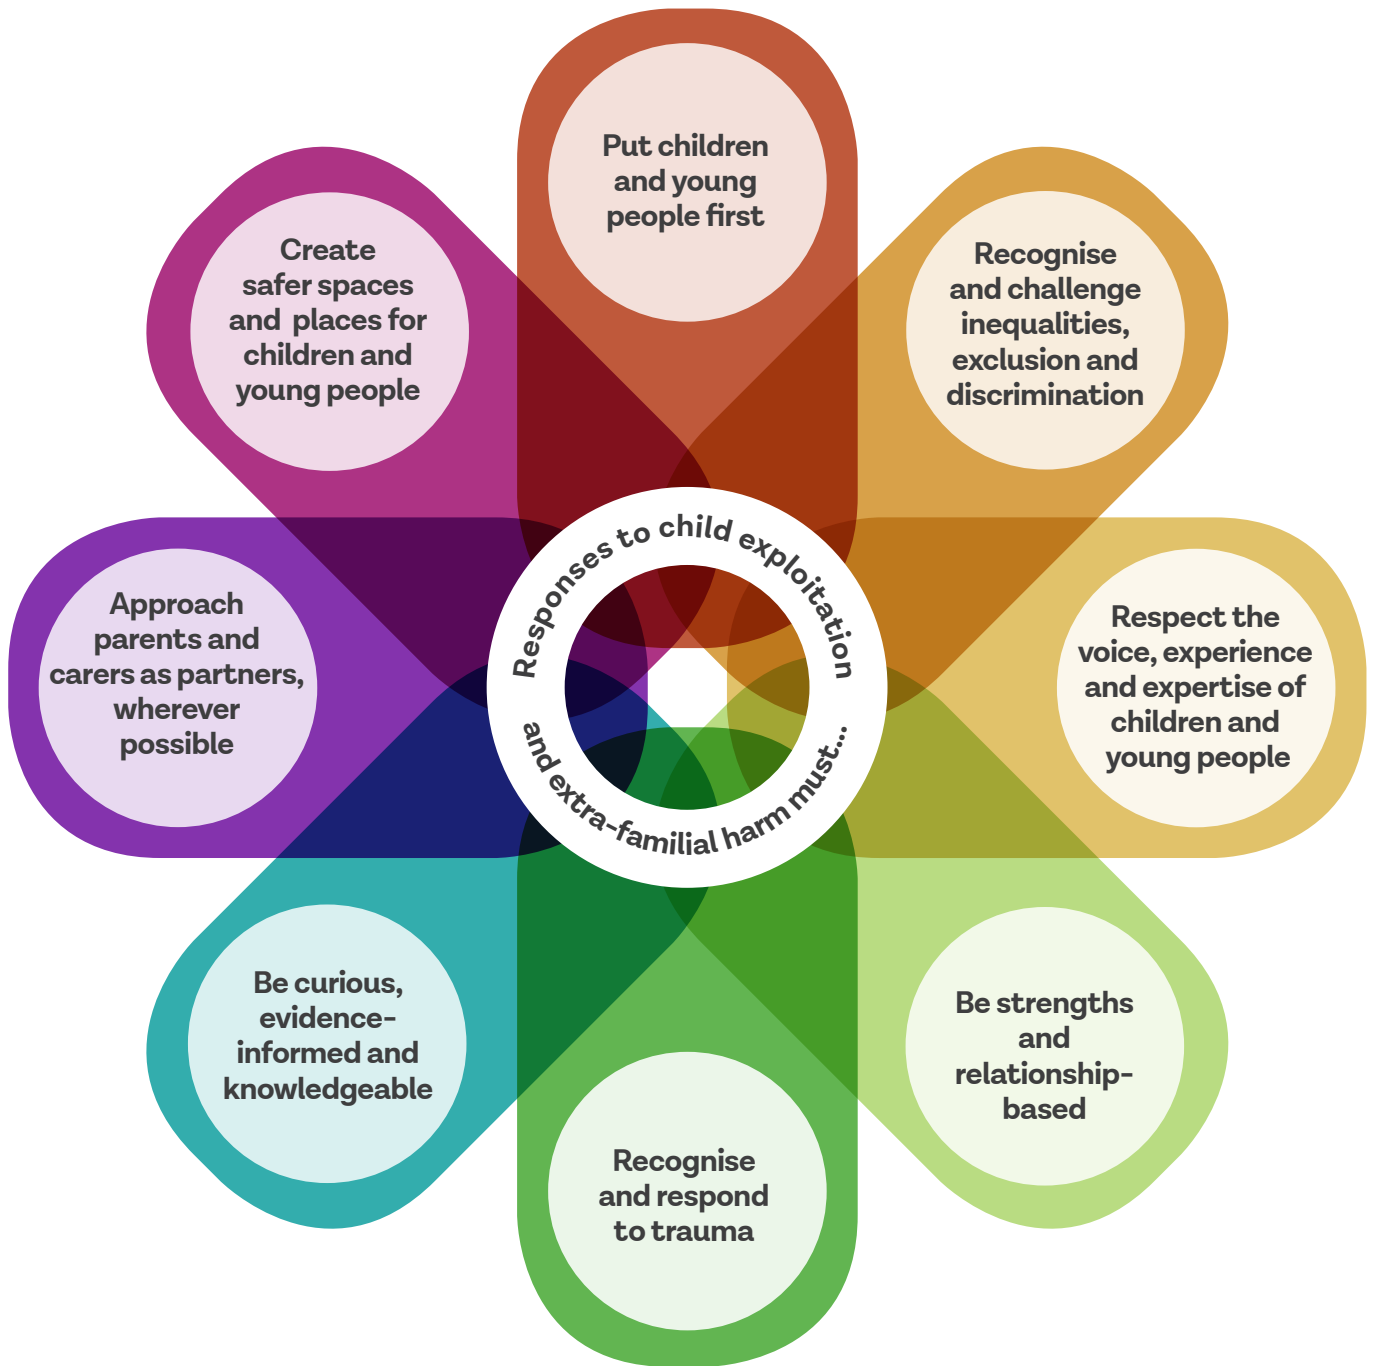 Put children
and young
people first
Recognise
and challenge
inequalities,
exclusion and
discrimination
Respect the
voice, experience
and expertise of
children and
young people
Be strengths
and
relationship-
based
Recognise
and respond
to trauma
Be curious,
evidence-
informed and
knowledgeable
Approach
parents and
carers as partners,
wherever
possible
Create
safer spaces
and places for
children and
young people
Responses to child exploitation
and extra-familial harm must...